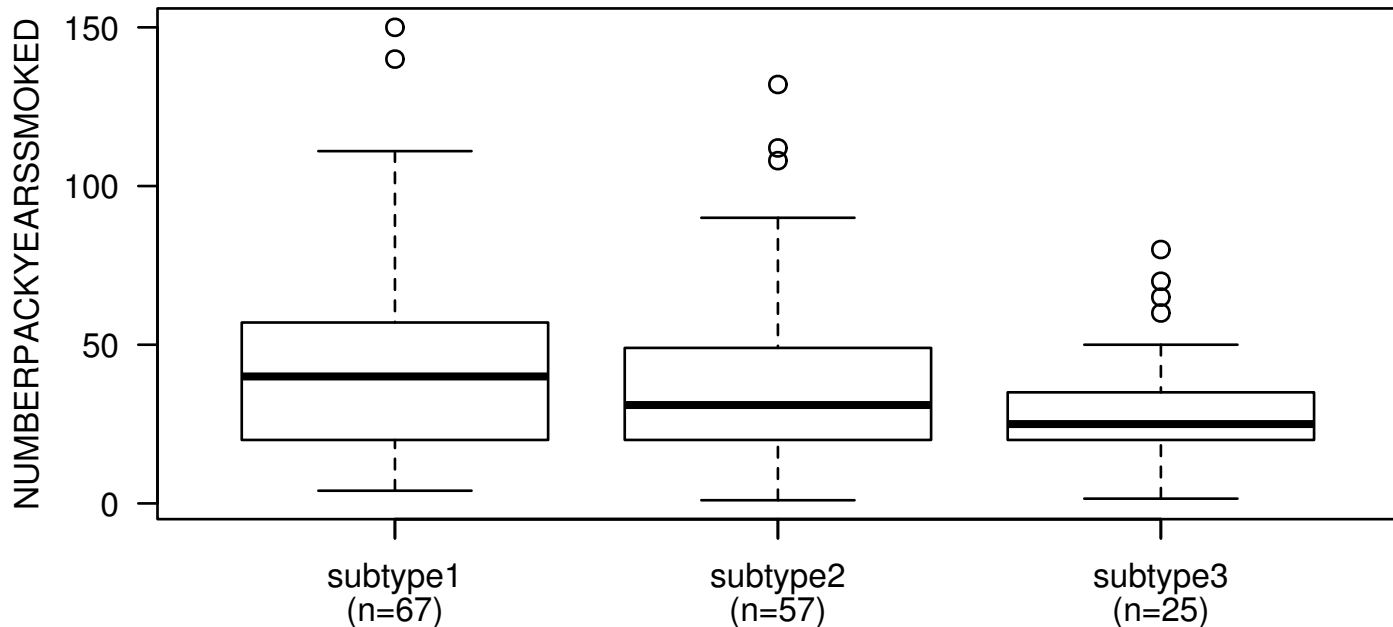 NUMBERPACKYEARSSMOKED
150
100
50
0
subtype1
(n=67)
subtype2
(n=57)
subtype3
(n=25)